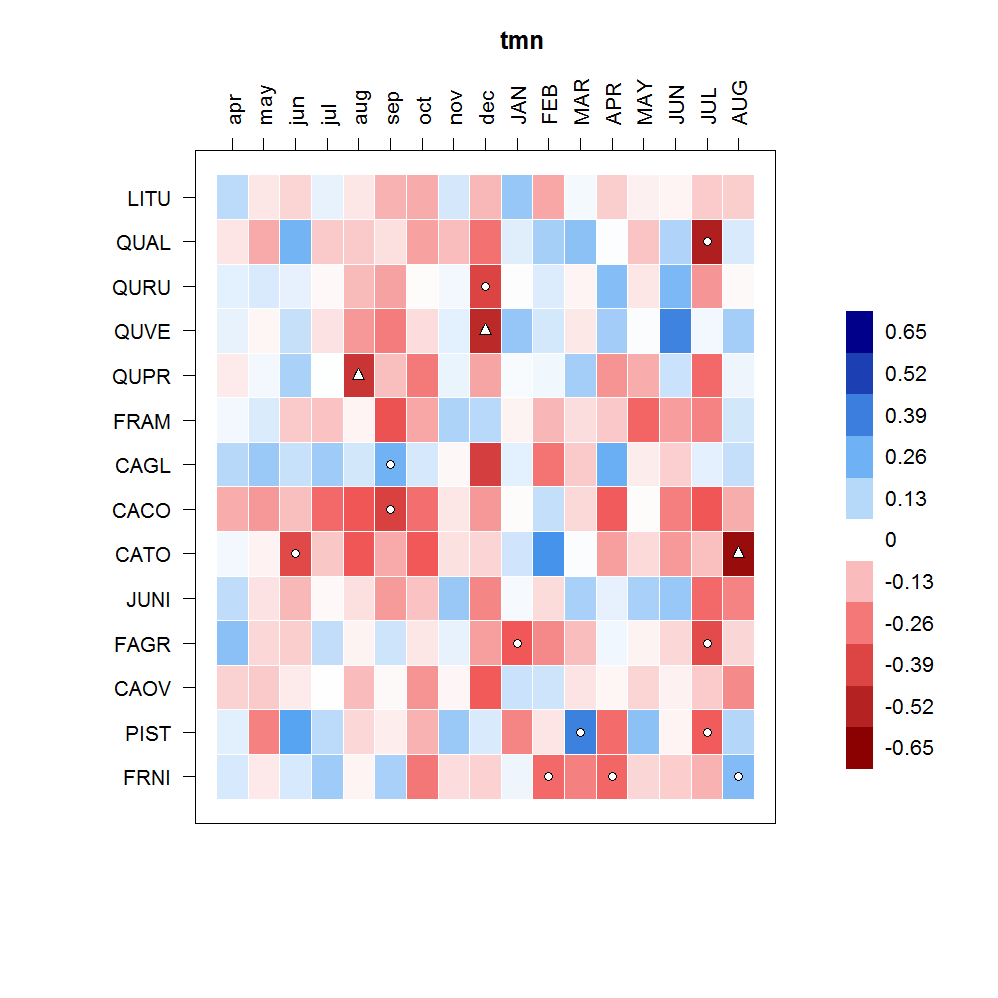 tmn
apr may jun jul aug sep oct nov dec JAN FEB MAR APR MAY JUN JUL AUG
LITU
QUAL
QURU
QUVE
QUPR
FRAM
CAGL
CACO
CATO
JUNI
FAGR
CAOV
PIST
FRNI
0.65
0.52
0.39
0.26
0.13
0
-0.13
-0.26
-0.39
-0.52
-0.65